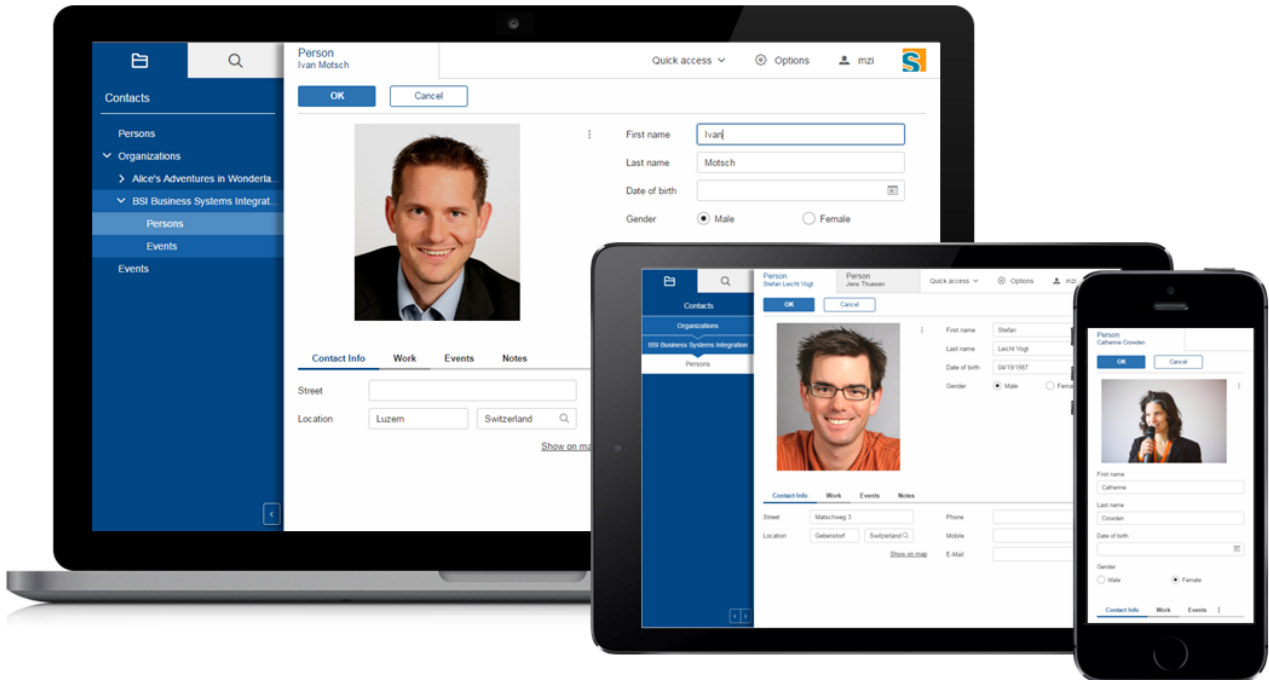 Person
Ivan Motsch
Quick access
Options
mzi
Contacts
OK
Cancel
Persons
Organizations
Alice's Adventures in Wonderla...
BSI Business Systems Integrat...
Persons
Events
Events
First name
Ivan
Last name
Motsch
Date of birth
Gender
Male
Female
Contact Info
Work
Events
Notes
Street
Location
Luzern
Switzerland
Show on ma
Contacts
Organizations
BSI Business Systems Integration
Persons
Person
Stefan Leicht Vogt
Person
Jens Thuesen
Quick access
Options
mzi
OK
Cancel
First name
Stefan
Last name
Leicht Vogt
Date of birth
04/19/1987
Gender
Male
Fema
Contact Info
Work
Events
Notes
Street
Matschweg 3
Phone
Location
Gebenstorf
Switzerland
Mobile
Show on map
E-Mail
Person
Catherine Crowden
OK
Cancel
First name
Catherine
Last name
Crowden
Date of birth
Gender
Male
Female
Contact Info
Work
Events